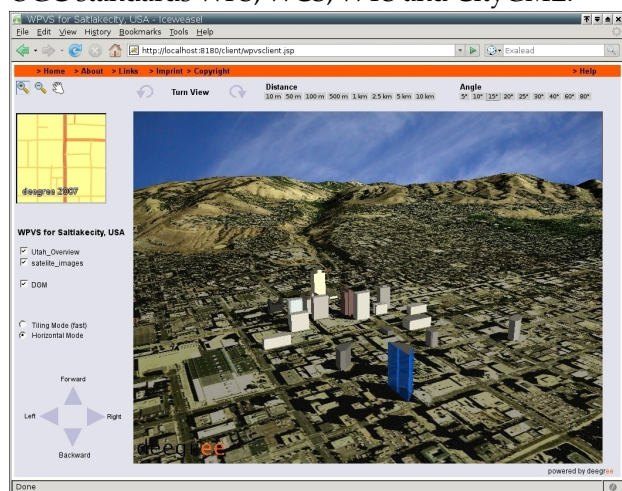 OGC standards WFS, WCS, WMS and CityGML.
WPVS for Saltlakecity, USA - Iceweasel
File Edit View History Bookmarks Tools Help
http://localhost:8180/client/wpvsclient.jsp
Exalead
> Home > About > Links > Imprint > Copyright > Help
Turn View
Distance
10 m 50 m 100 m 500 m 1 km 2.5 km 5 km 10 km
Angle
5° 10° 15° 20° 25° 30° 40° 60° 80°
deegree 2007
WPVS for Saltlakecity, USA
Utah_Overview
satelite_images
DGM
Tiling Mode (fast)
Horizontal Mode
Forward
Left
Right
Backward
deegree
powered by deegree
Done